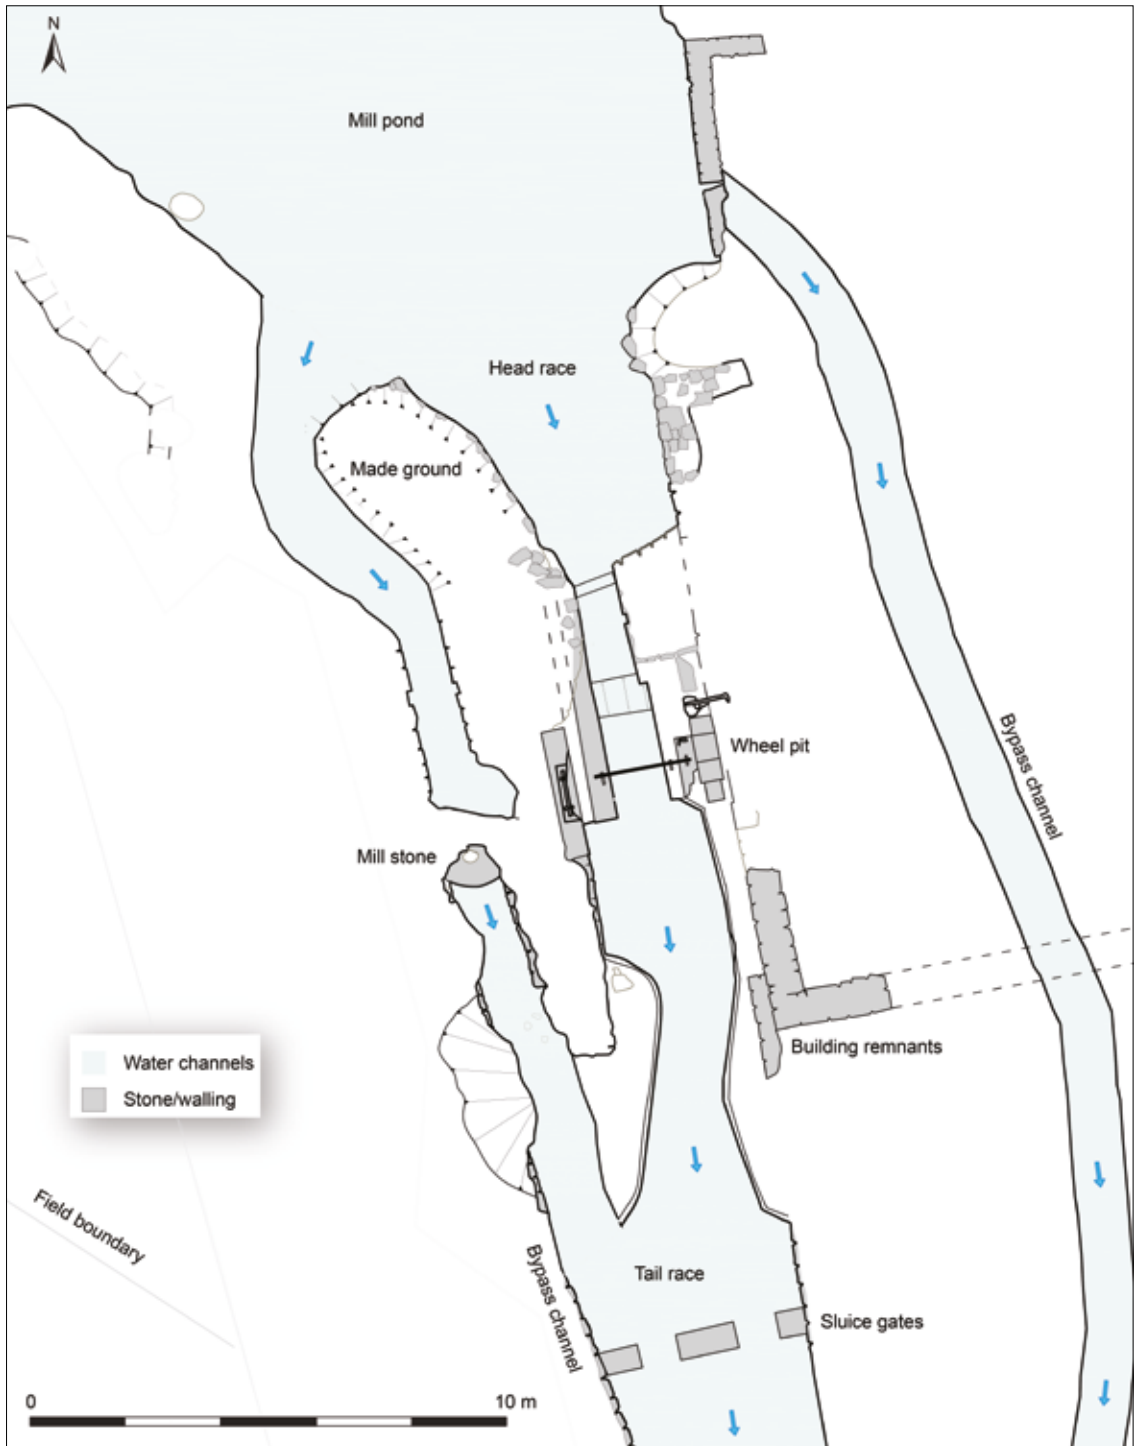 N
Mill pond
Head race
Made ground
Bypass channel
Wheel pit
Mill stone
Building remnants
Water channels
Stone/walling
Field boundary
Bypass channel
Tail race
Sluice gates
0 10 m